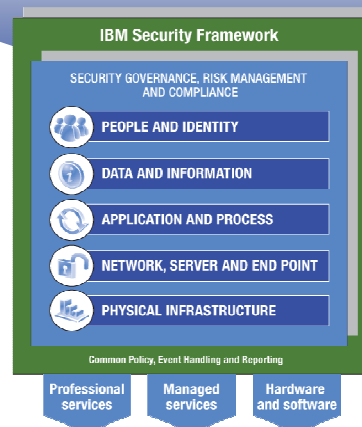 IBM Security Framework
SECURITY GOVERNANCE, RISK MANAGEMENT
AND COMPLIANCE
PEOPLE AND IDENTITY
DATA AND INFORMATION
APPLICATION AND PROCESS
NETWORK, SERVER AND END POINT
PHYSICAL INFRASTRUCTURE
Common Policy, Event Handling and Reporting
Professional
services
Managed
services
Hardware
and software